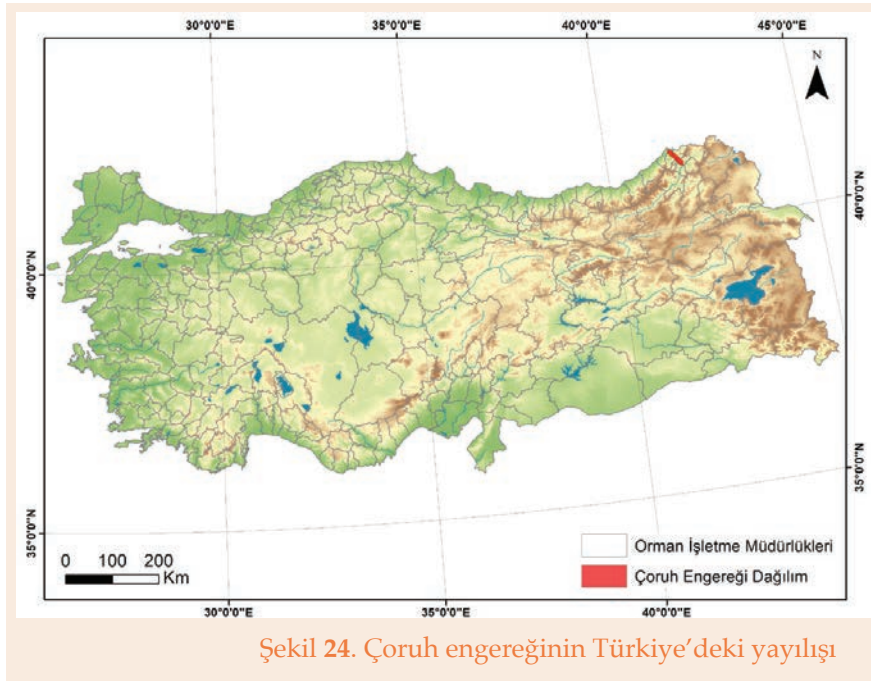 30°0'0"E 35°0'0"E 40°0'0"E 45°0'0"E
N
40°0'0"N
40°0'0"N
35°0'0"N
35°0'0"N
0 100 200
Km
Orman İşletme Müdürlükleri
Çoruh Engereği Dağılım
30°0'0"E 35°0'0"E 40°0'0"E
Şekil 24. Çoruh engereğinin Türkiye'deki yayılışı